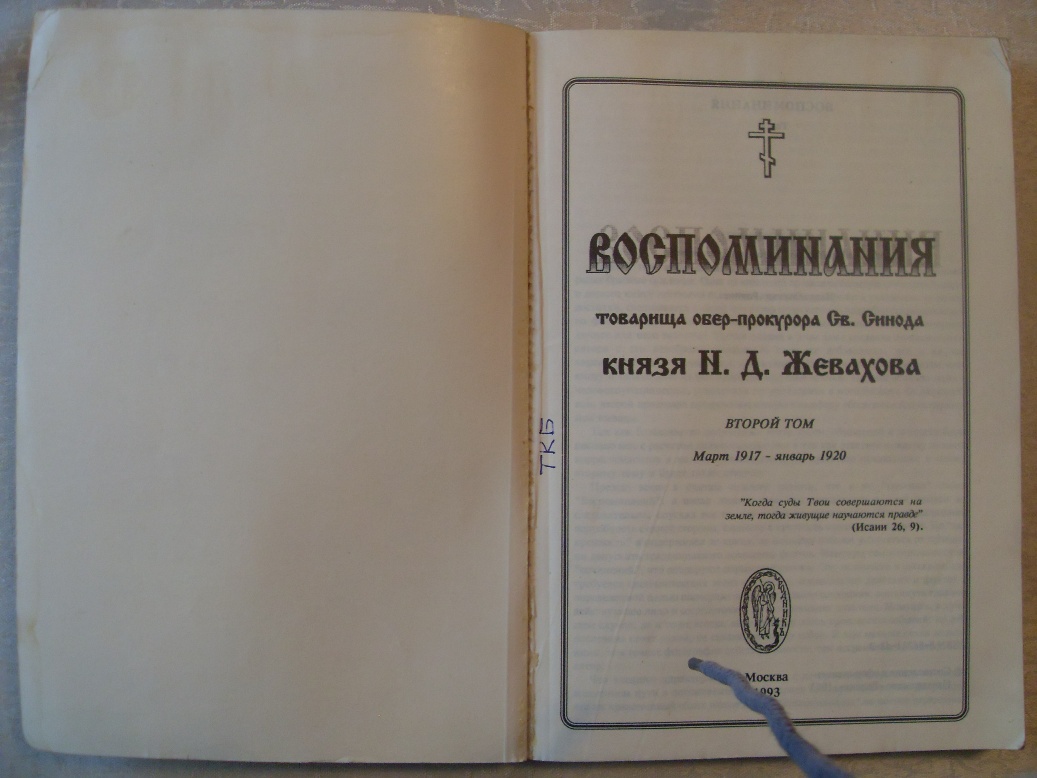 ВОСПОМИНАНИЯ
товарища обер-прокурора Св. Синода
князя Н. Д. Жевахова
ВТОРОЙ ТОМ
Март 1917 - январь 1920
"Когда суды Твои совершаются на
земле, тогда живущие научаются правде"
(Исаии 26, 9).
Москва
ТКБ